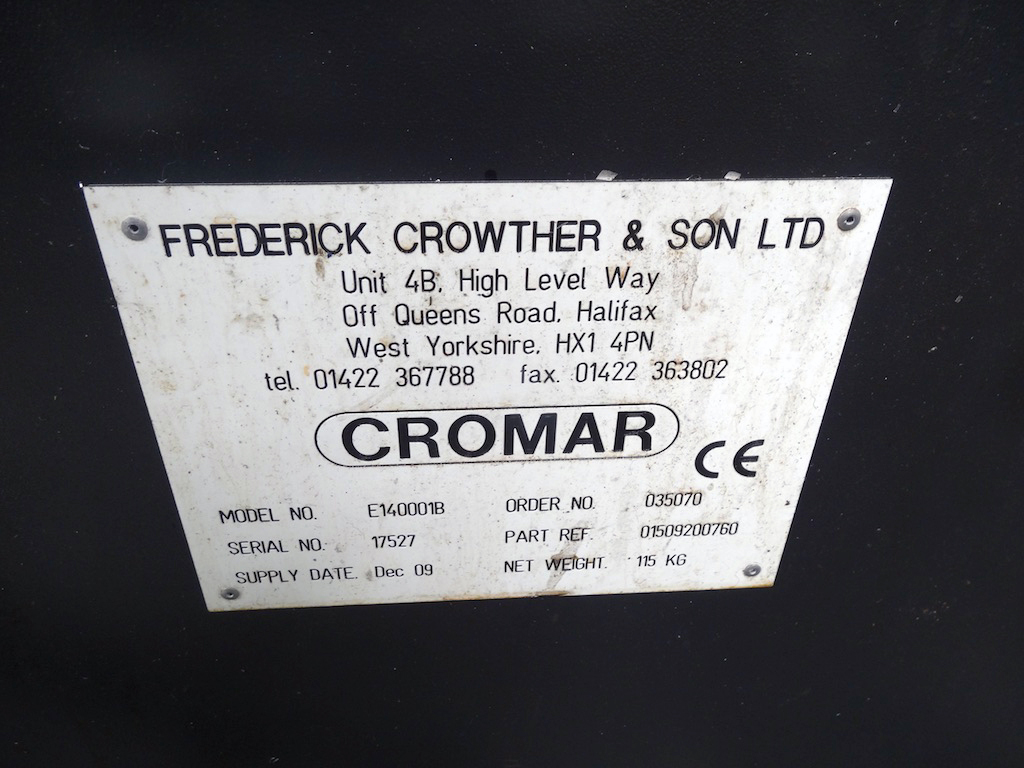 FREDERICK CROWTHER & SON LTD
Unit 4B, High Level Way
Off Queens Road, Halifax
West Yorkshire, HX1 4PN
tel. 01422 367788 fax. 01422 363802
CROMAR
CE
MODEL NO. E140001B ORDER NO. 035070
SERIAL NO. 17527 PART REF. 01509200760
SUPPLY DATE. Dec 09 NET WEIGHT. 115 KG